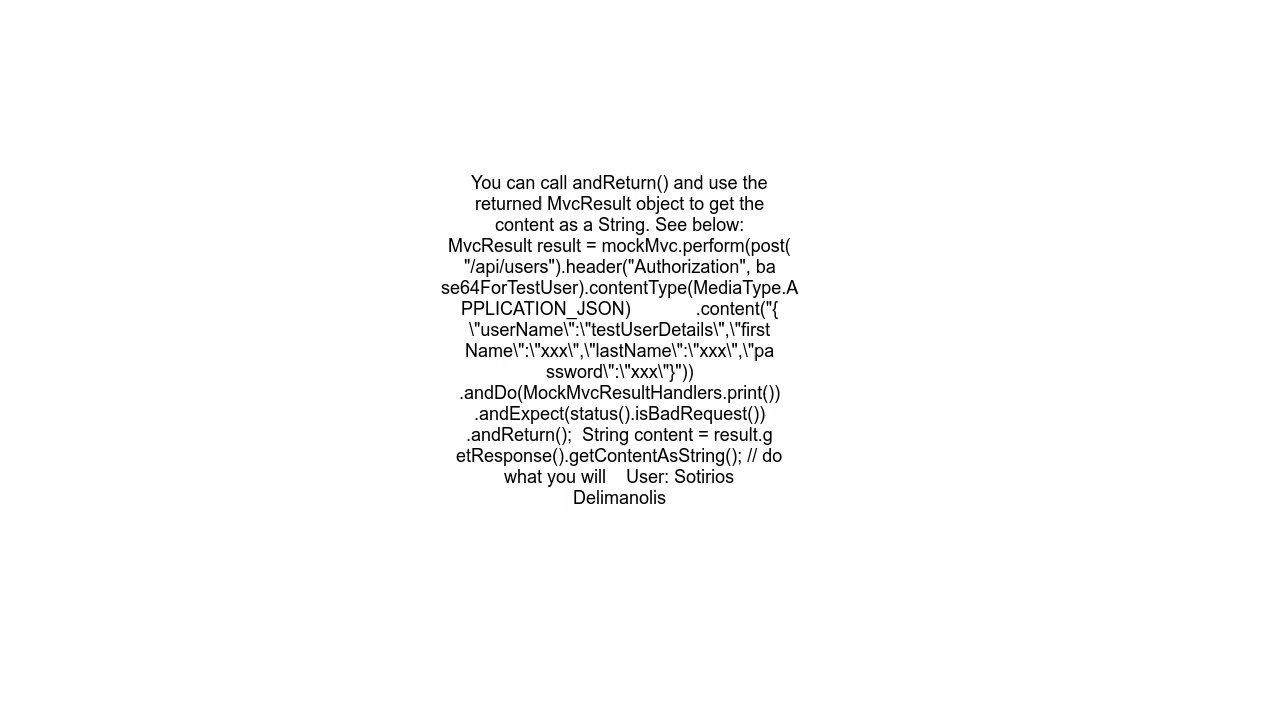 You can call andReturn() and use the
returned MvcResult object to get the
content as a String. See below:
MvcResult result = mockMvc.perform(post(
"/api/users").header("Authorization", ba
se64ForTestUser).contentType(MediaType.A
PPLICATION_JSON)             .content("{
\"userName\":\"testUserDetails\",\"first
Name\":\"xxx\",\"lastName\":\"xxx\",\"pa
ssword\":\"xxx\"}"))
.andDo(MockMvcResultHandlers.print())
.andExpect(status().isBadRequest())
.andReturn();  String content = result.g
etResponse().getContentAsString(); // do
what you will    User: Sotirios
Delimanolis